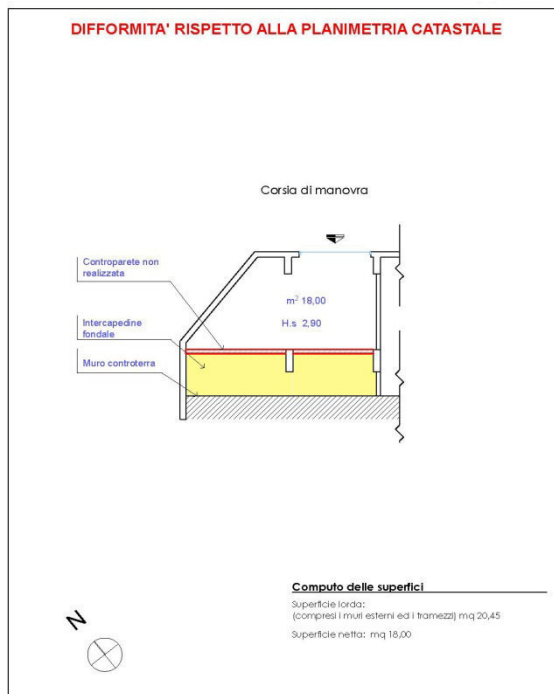 DIFFORMITA' RISPETTO ALLA PLANIMETRIA CATASTALE
Corsia di manovra
Controparete non
realizzata
m² 18,00
H.s. 2,90
Intercapedine
fondale
Muro controterra
N
Computo delle superfici
Superficie lorda:
(compresi i muri esterni ed i tramezzi) mq 20,45
Superficie netta: mq 18,00